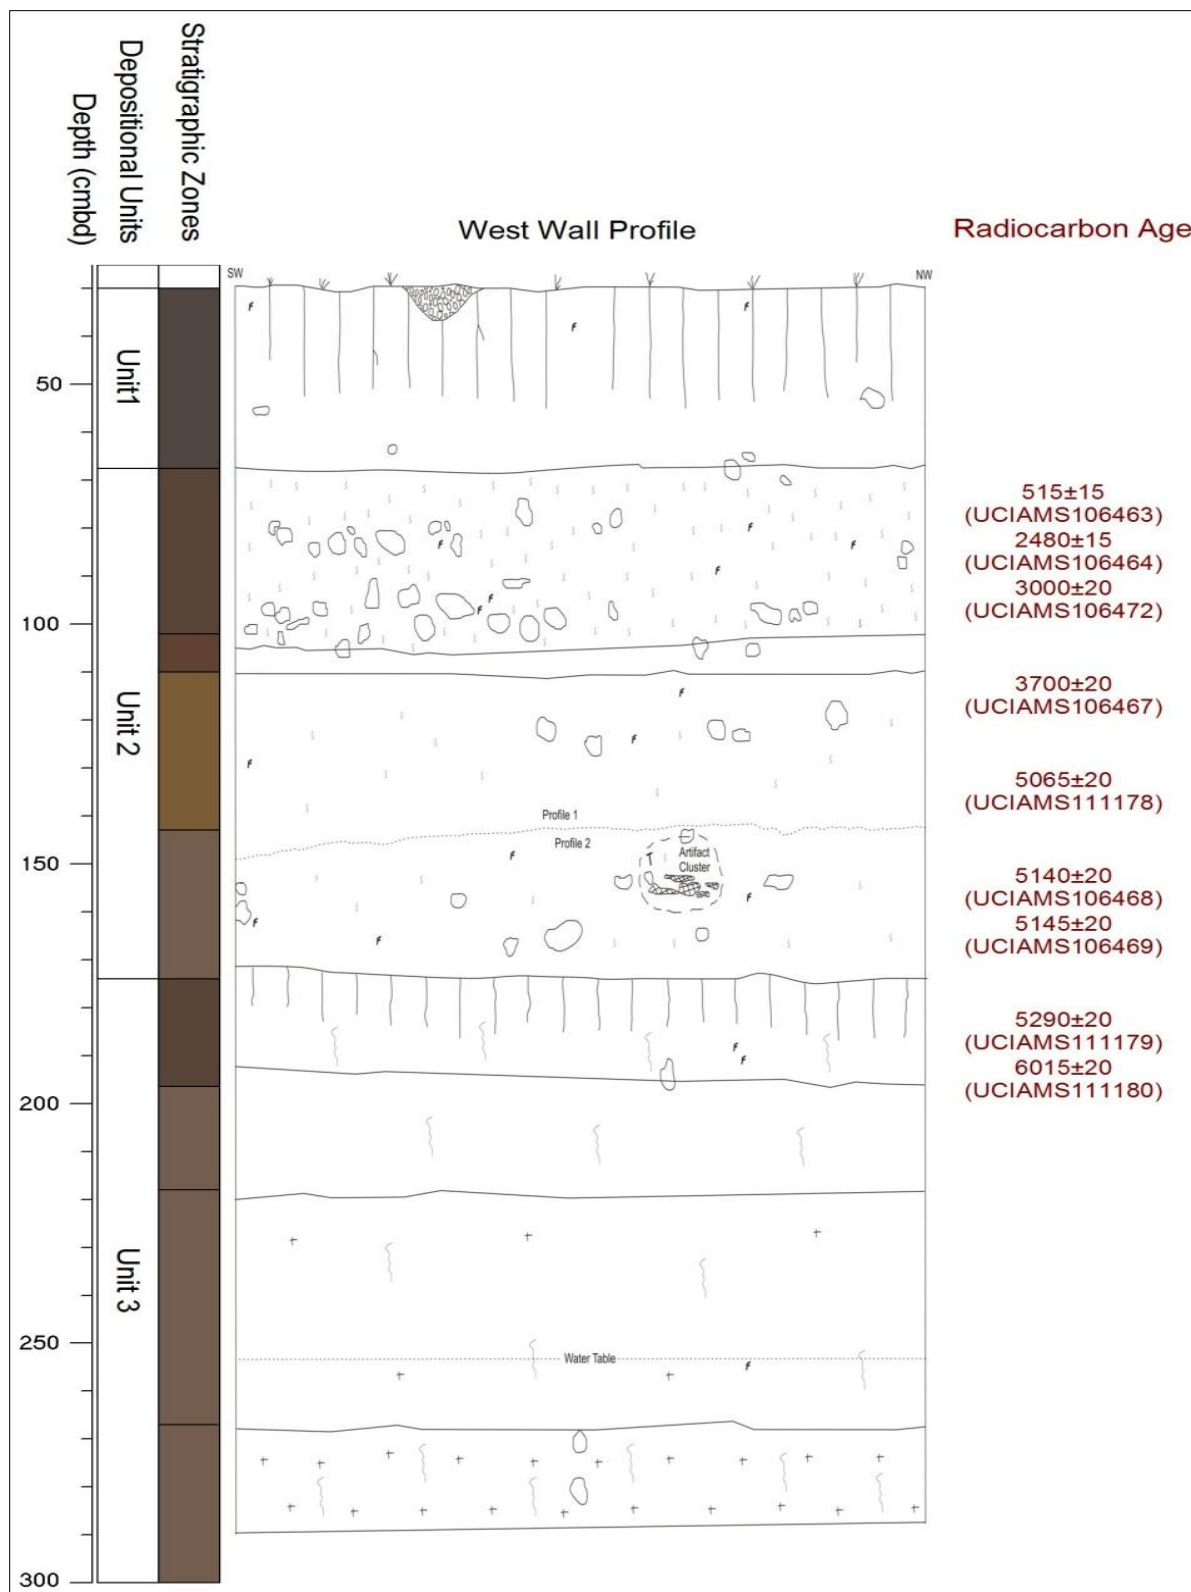 Depth (cmbd)
Depositional Units
Stratigraphic Zones
West Wall Profile
Radiocarbon Age
SW
NW
50
100
150
200
250
300
Unit1
Unit 2
Unit 3
Profile 1
Profile 2
Artifact
Cluster
Water Table
515±15
(UCIAMS106463)
2480±15
(UCIAMS106464)
3000±20
(UCIAMS106472)
3700±20
(UCIAMS106467)
5065±20
(UCIAMS111178)
5140±20
(UCIAMS106468)
5145±20
(UCIAMS106469)
5290±20
(UCIAMS111179)
6015±20
(UCIAMS111180)